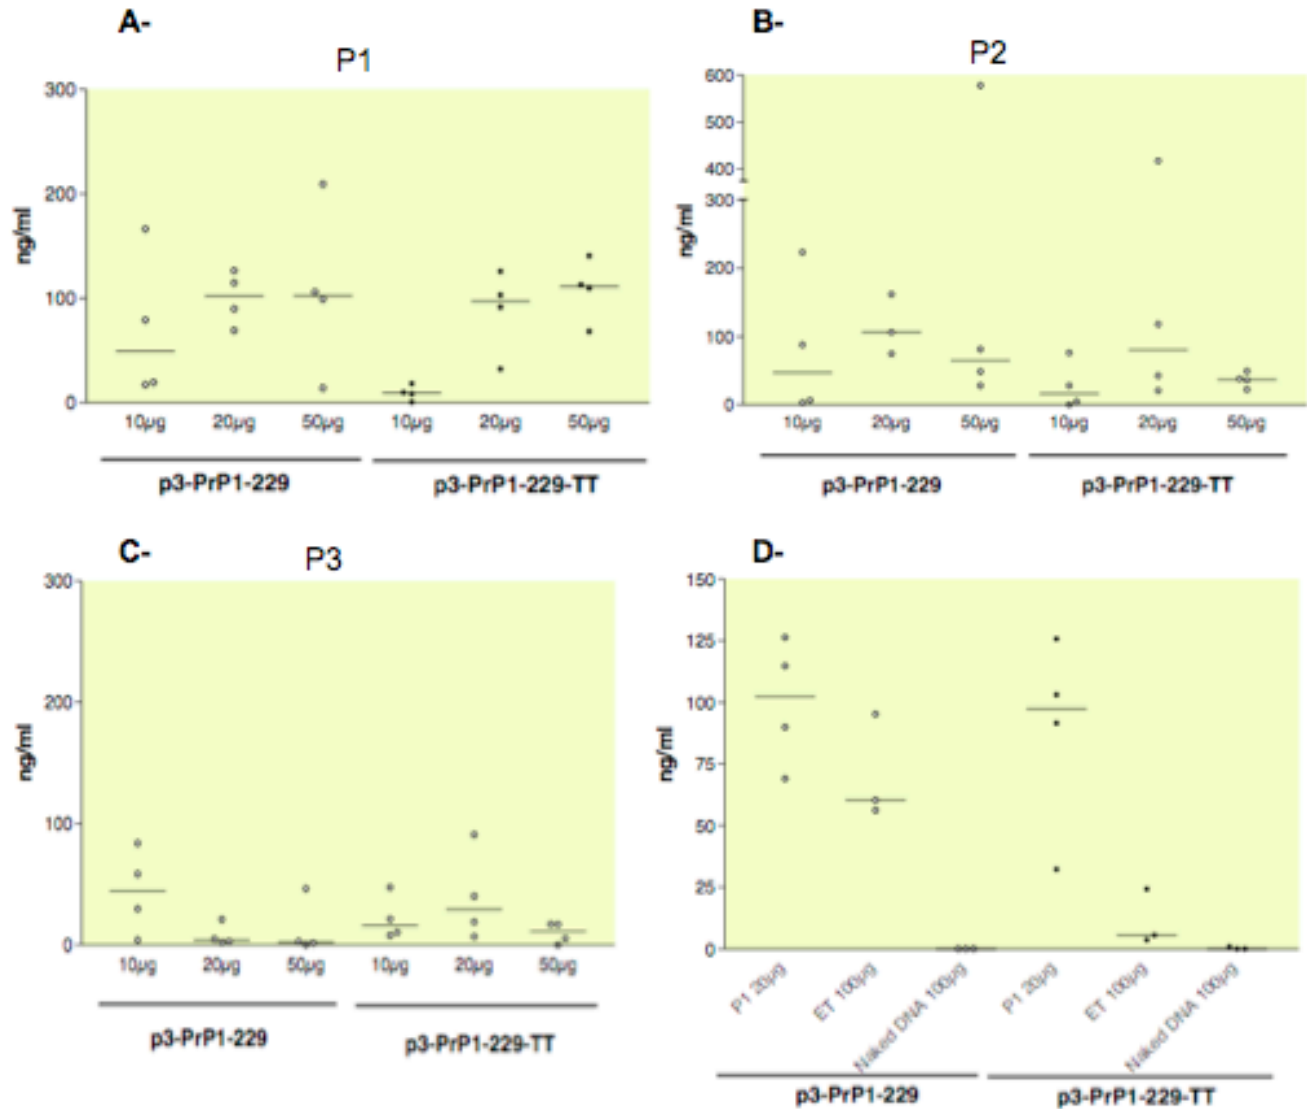 A-
P1
300
200
100
0
ng/ml
10µg 20µg 50µg 10µg 20µg 50µg
p3-PrP1-229 p3-PrP1-229-TT
B-
P2
600
500
400
300
200
100
0
ng/ml
10µg 20µg 50µg 10µg 20µg 50µg
p3-PrP1-229 p3-PrP1-229-TT
C-
P3
300
200
100
0
ng/ml
10µg 20µg 50µg 10µg 20µg 50µg
p3-PrP1-229 p3-PrP1-229-TT
D-
150
125
100
75
50
25
0
ng/ml
P1 20µg
ET 100µg
Naked DNA 100µg
P1 20µg
ET 100µg
Naked DNA 100µg
p3-PrP1-229 p3-PrP1-229-TT